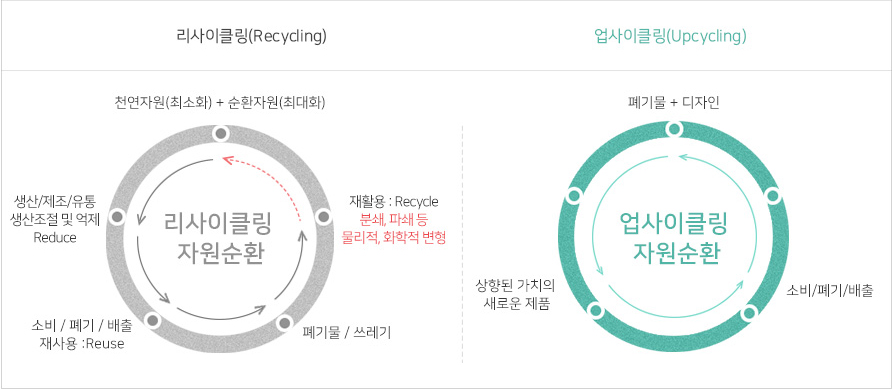 리사이클링(Recycling)
업사이클링(Upcycling)
천연자원(최소화) + 순환자원(최대화)
생산/제조/유통
생산조절 및 억제
Reduce
리사이클링
자원순환
재활용 : Recycle
분쇄, 파쇄 등
물리적, 화학적 변형
소비 / 폐기 / 배출
재사용 :Reuse
폐기물 / 쓰레기
폐기물 + 디자인
업사이클링
자원순환
상향된 가치의
새로운 제품
소비/폐기/배출